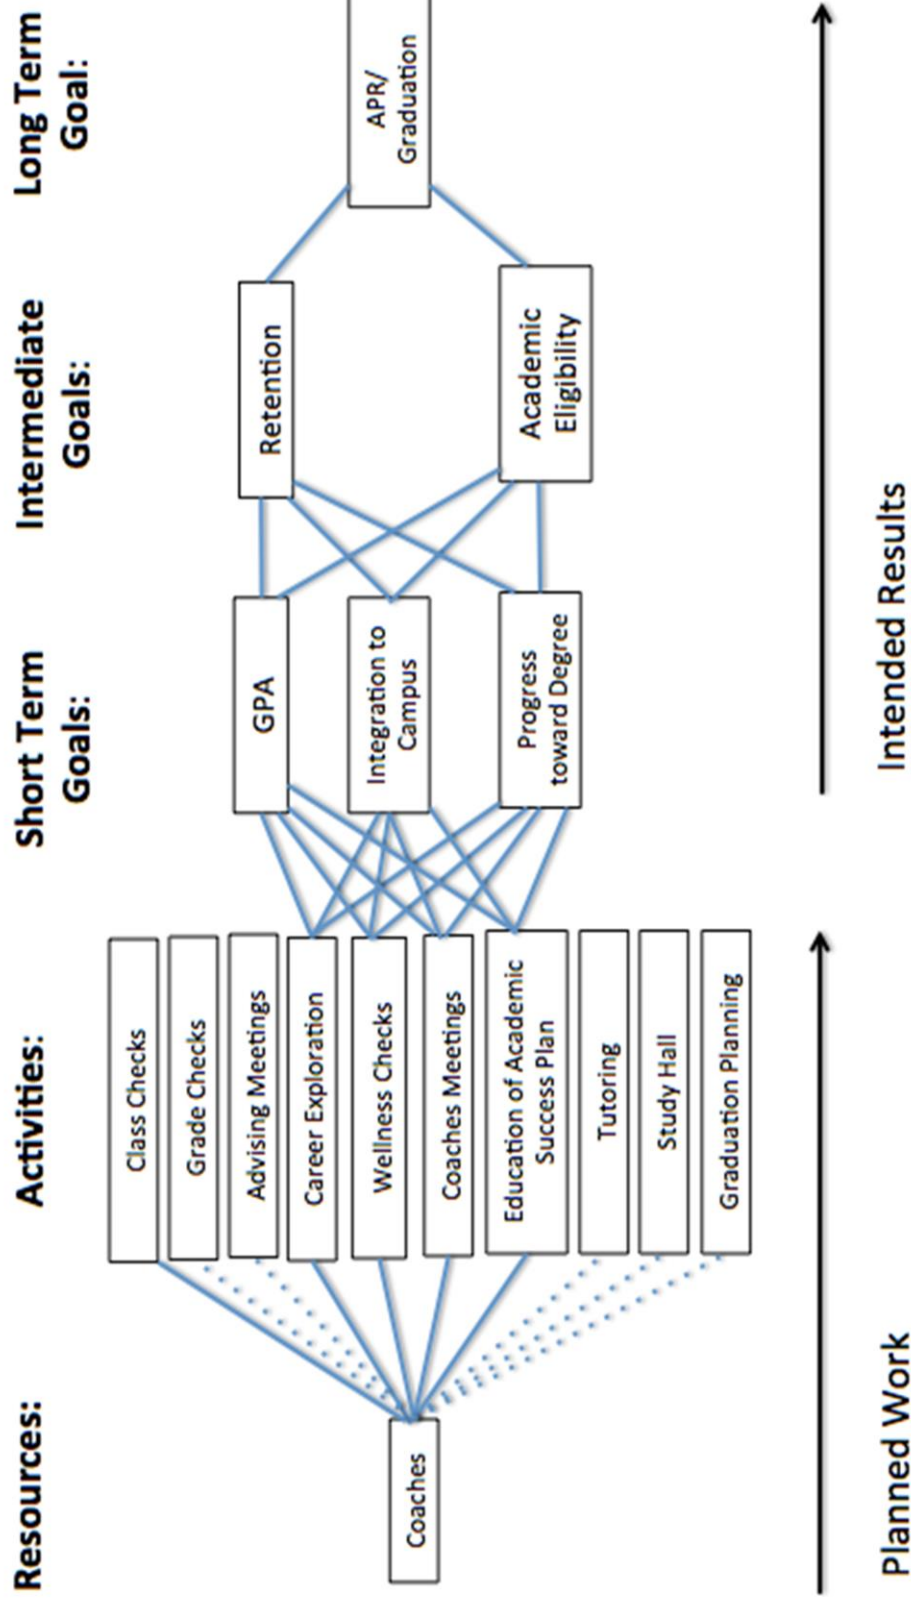 Resources:
Activities:
Short Term
Goals:
Intermediate
Goals:
Long Term
Goal:
Coaches
Class Checks
Grade Checks
Advising Meetings
Career Exploration
Wellness Checks
Coaches Meetings
Education of Academic
Success Plan
Tutoring
Study Hall
Graduation Planning
GPA
Integration to
Campus
Progress
toward Degree
Retention
Academic
Eligibility
APR/
Graduation
Planned Work
Intended Results